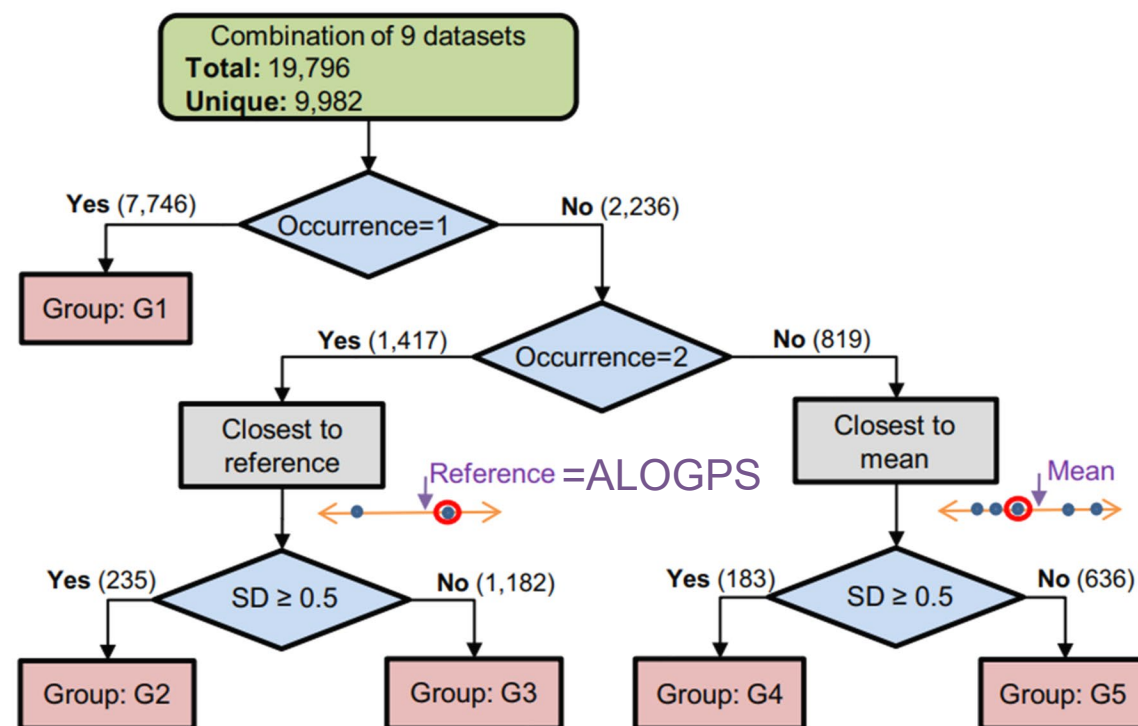 Combination of 9 datasets
Total: 19,796
Unique: 9,982
Yes (7,746)
Occurrence=1
No (2,236)
Group: G1
Yes (1,417)
Occurrence=2
No (819)
Closest to
reference
Reference =ALOGPS
Closest to
mean
Mean
Yes (235)
SD ≥ 0.5
No (1,182)
Yes (183)
SD ≥ 0.5
No (636)
Group: G2
Group: G3
Group: G4
Group: G5